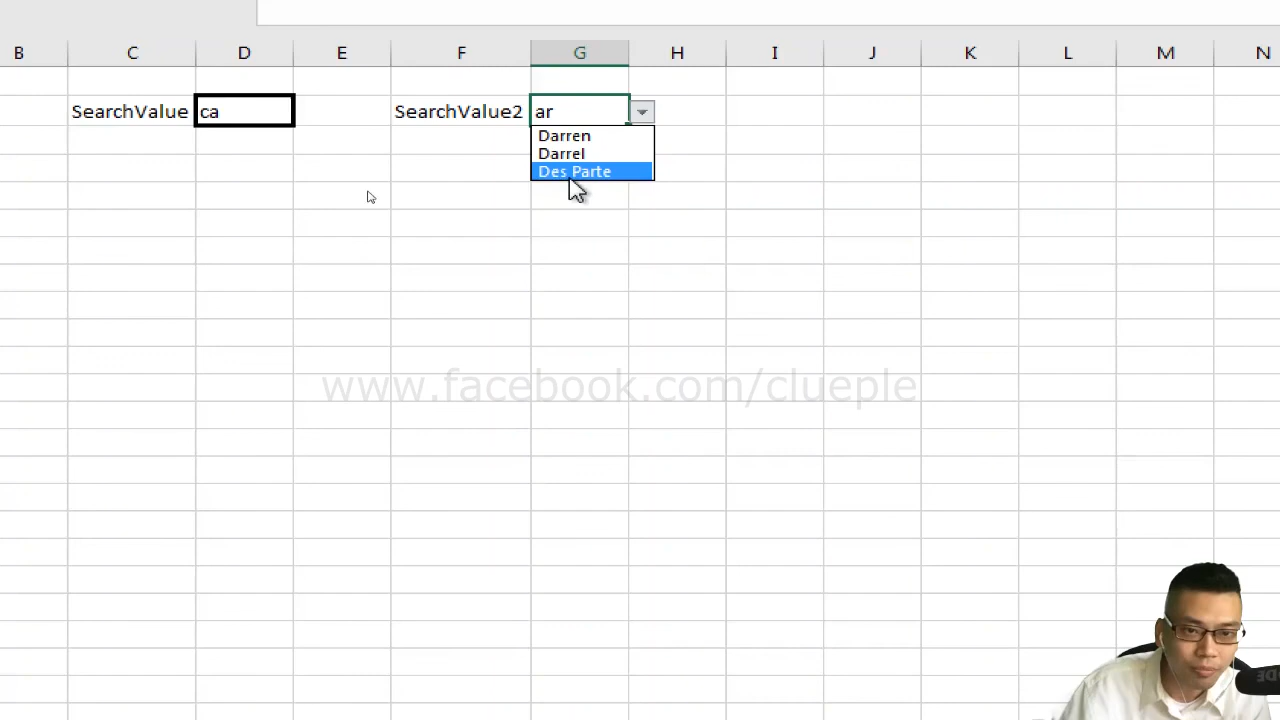 B C D E F G H I J K L M N
SearchValue ca SearchValue2 ar
Darren
Darrel
Des Parte
www.facebook.com/clueple